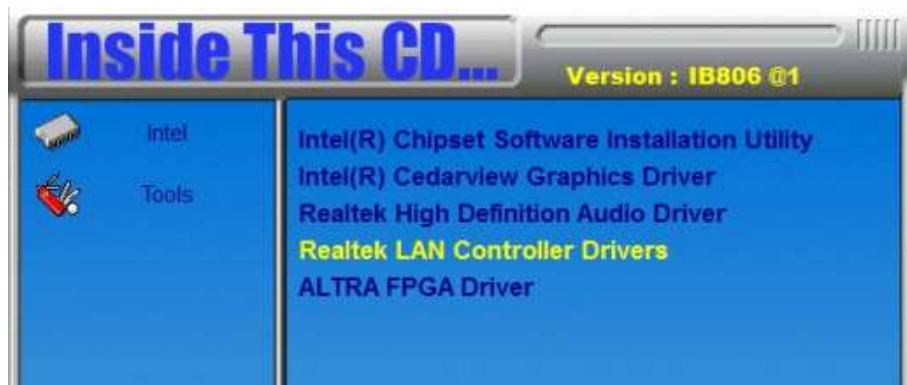 Inside This CD...
Version : IB806 @1
Intel
Tools
Intel(R) Chipset Software Installation Utility
Intel(R) Cedarview Graphics Driver
Realtek High Definition Audio Driver
Realtek LAN Controller Drivers
ALTRA FPGA Driver